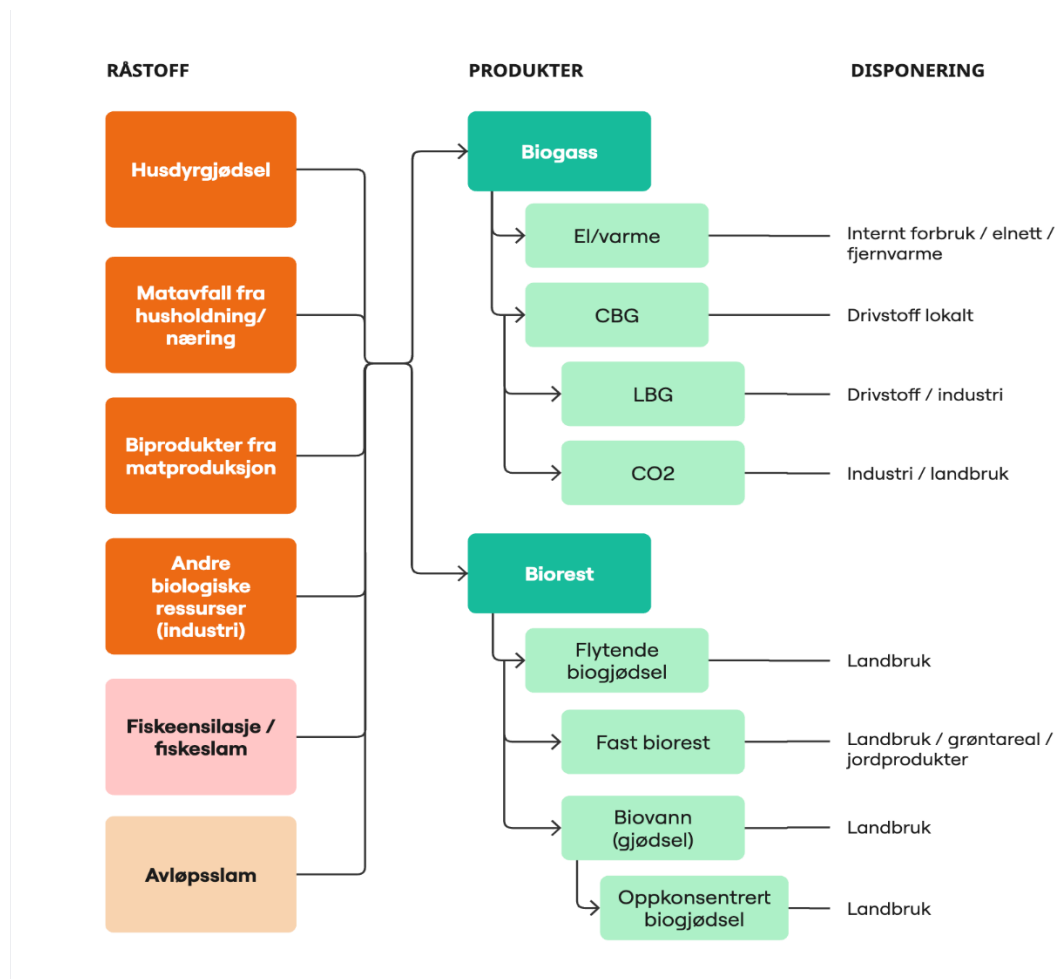 RÅSTOFF
PRODUKTER
DISPONERING
Husdyrgjødsel
Matavfall fra
husholdning/
næring
Biprodukter fra
matproduksjon
Andre
biologiske
ressurser
(industri)
Fiskeensilasje /
fiskeslam
Avløpsslam
Biogass
El/varme
Internt forbruk / elnett /
fjernvarme
CBG
Drivstoff lokalt
LBG
Drivstoff / industri
CO2
Industri / landbruk
Biorest
Flytende
biogjødsel
Landbruk
Fast biorest
Landbruk / grøntareal /
jordprodukter
Biovann
(gjødsel)
Landbruk
Oppkonsentrert
biogjødsel
Landbruk